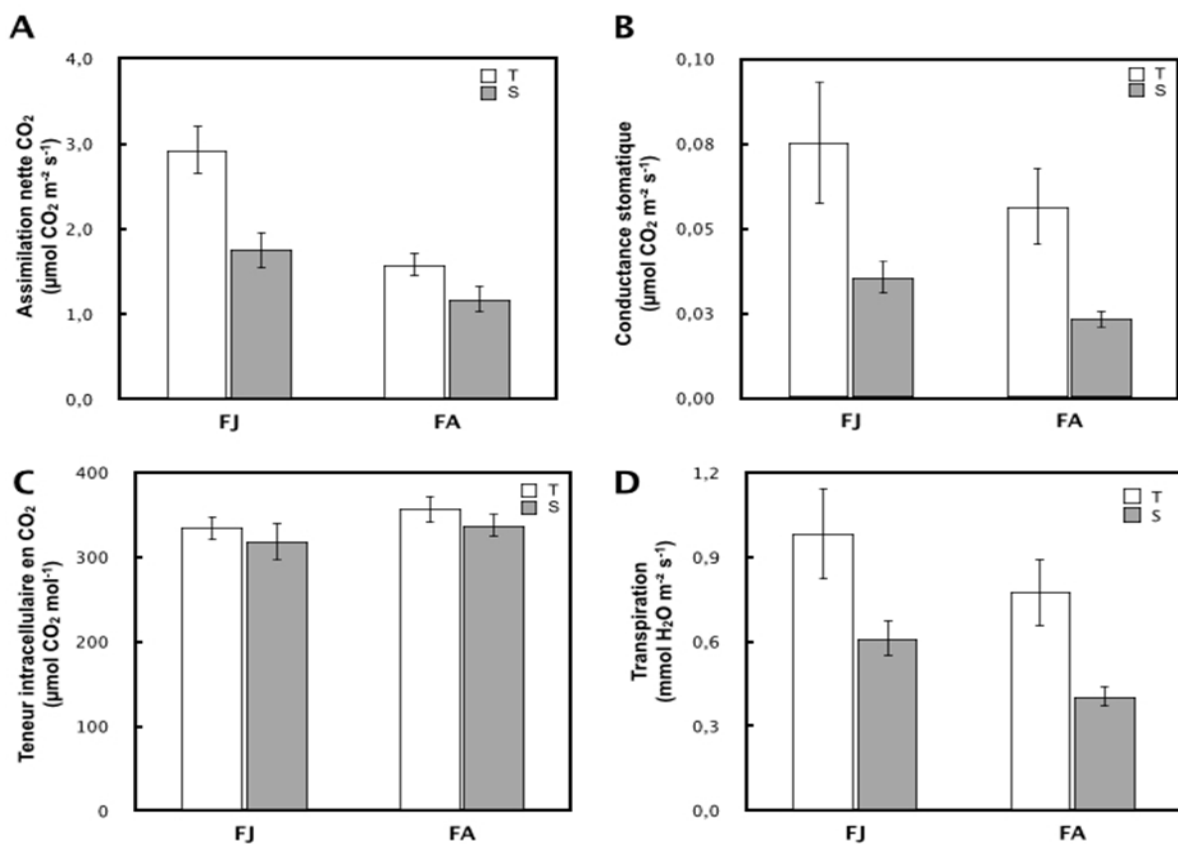 A
Assimilation nette CO₂
(µmol CO₂ m⁻² s⁻¹)
4,0
3,0
2,0
1,0
0,0
T
S
FJ
FA
B
Conductance stomatique
(µmol CO₂ m⁻² s⁻¹)
0,10
0,08
0,05
0,03
0,00
T
S
FJ
FA
C
Teneur intracellulaire en CO₂
(µmol CO₂ mol⁻¹)
400
300
200
100
0
T
S
FJ
FA
D
Transpiration
(mmol H₂O m⁻² s⁻¹)
1,2
0,9
0,6
0,3
0,0
T
S
FJ
FA